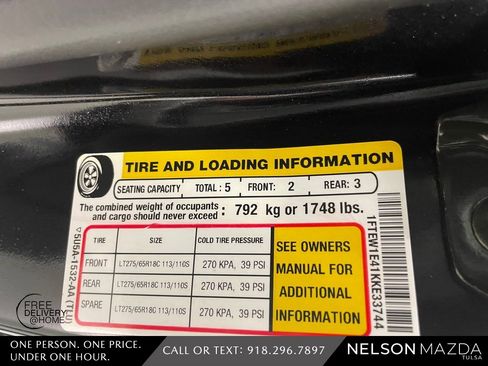 TIRE AND LOADING INFORMATION
SEATING CAPACITY TOTAL: 5 FRONT: 2 REAR: 3
The combined weight of occupants and cargo should never exceed: 792 kg or 1748 lbs.
TIRE SIZE COLD TIRE PRESSURE
FRONT LT275/65R18C 113/110S 270 KPA, 39 PSI
REAR LT275/65R18C 113/110S 270 KPA, 39 PSI
SPARE LT275/65R18C 113/110S 270 KPA, 39 PSI
SEE OWNERS
MANUAL FOR
ADDITIONAL
INFORMATION
5U5A-1532-AA (TLU)
1FTEW1E41KKE33744
FREE
DELIVERY
@HOME
ONE PERSON. ONE PRICE.
UNDER ONE HOUR.
CALL OR TEXT - 918.296.7897
NELSON MAZDA
TULSA